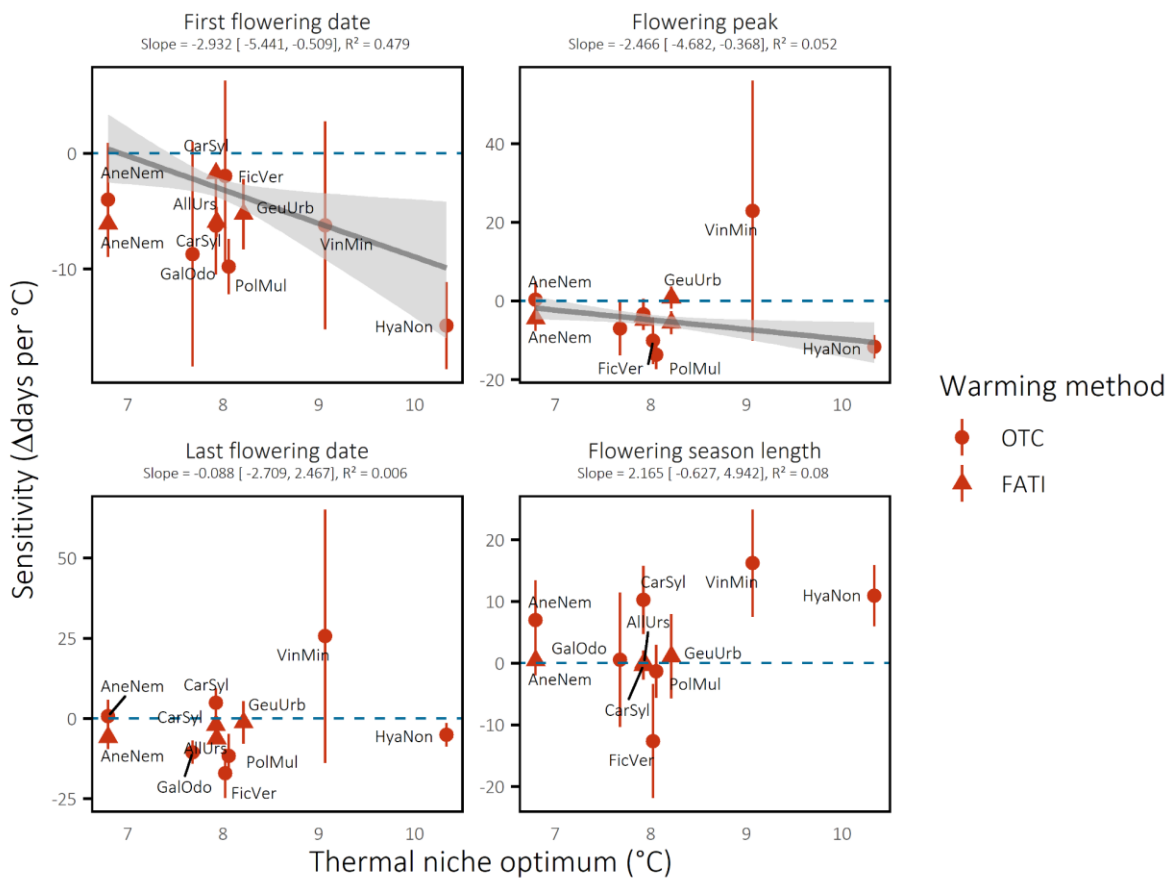 First flowering date
Slope = -2.932 [ -5.441, -0.509], R² = 0.479
Flowering peak
Slope = -2.466 [ -4.682, -0.368], R² = 0.052
0
-10
CarSyl
AneNem
FicVer
AllUrs
GeuUrb
AneNem
CarSyl
GalOdo
VinMin
PolMul
HyaNon
7
8
9
10
40
20
0
-20
VinMin
AneNem
GeuUrb
AneNem
HyaNon
FicVer
PolMul
7
8
9
10
Last flowering date
Slope = -0.088 [ -2.709, 2.467], R² = 0.006
Flowering season length
Slope = 2.165 [ -0.627, 4.942], R² = 0.08
50
25
0
-25
VinMin
AneNem
CarSyl
CarSyl
GeuUrb
HyaNon
AneNem
AllUrs
PolMul
GalOdo
FicVer
7
8
9
10
20
10
0
-10
-20
CarSyl
VinMin
AneNem
HyaNon
AllUrs
GalOdo
GeuUrb
AneNem
PolMul
CarSyl
FicVer
7
8
9
10
Sensitivity (Δdays per °C)
Thermal niche optimum (°C)
Warming method
OTC
FATI